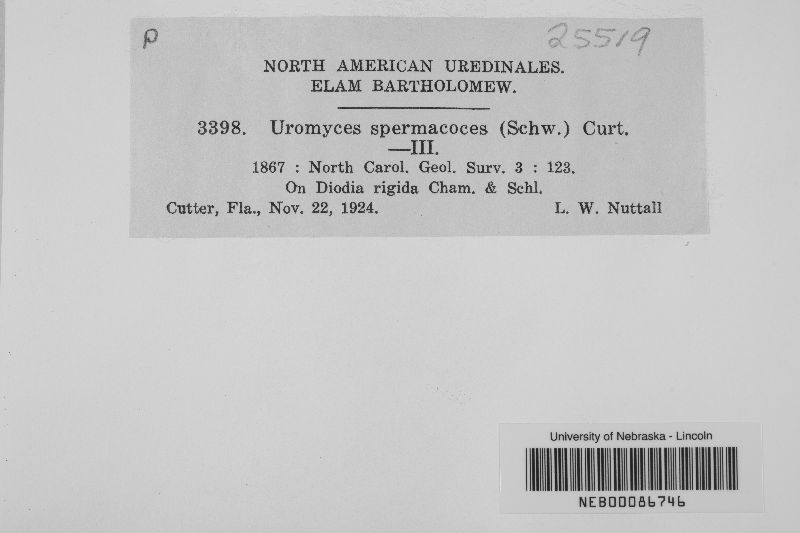 p 25519
NORTH AMERICAN UREDINALES.
ELAM BARTHOLOMEW.
3398. Uromyces spermacoces (Schw.) Curt.
—III.
1867 : North Carol. Geol. Surv. 3 : 123.
On Diodia rigida Cham. & Schl.
Cutter, Fla., Nov. 22, 1924. L. W. Nuttall
University of Nebraska - Lincoln
NEB00086746